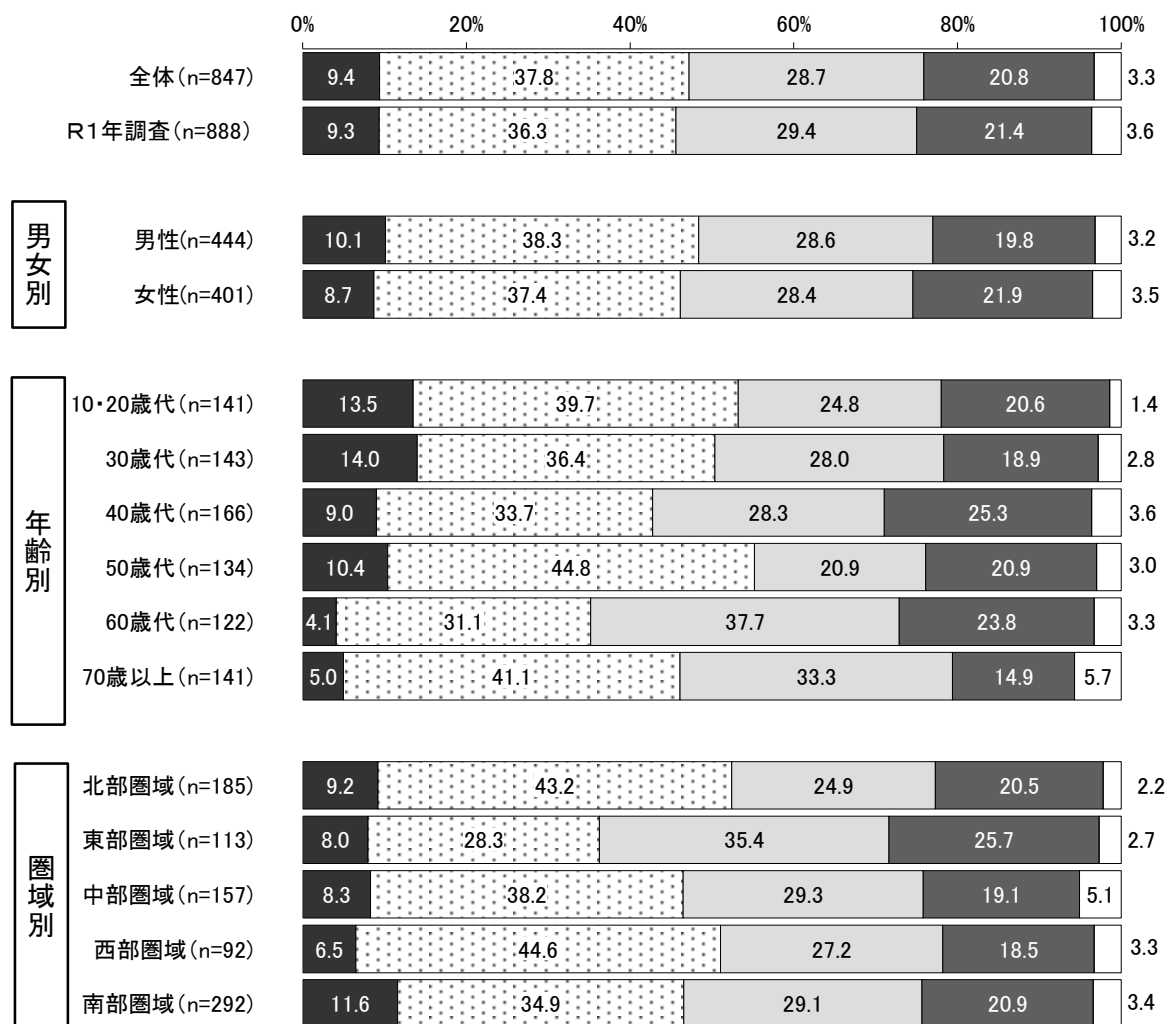 0% 20% 40% 60% 80% 100%
全体(n=847) 9.4 37.8 28.7 20.8 3.3
R1年調査(n=888) 9.3 36.3 29.4 21.4 3.6
男女別
男性(n=444) 10.1 38.3 28.6 19.8 3.2
女性(n=401) 8.7 37.4 28.4 21.9 3.5
年齢別
10・20歳代(n=141) 13.5 39.7 24.8 20.6 1.4
30歳代(n=143) 14.0 36.4 28.0 18.9 2.8
40歳代(n=166) 9.0 33.7 28.3 25.3 3.6
50歳代(n=134) 10.4 44.8 20.9 20.9 3.0
60歳代(n=122) 4.1 31.1 37.7 23.8 3.3
70歳以上(n=141) 5.0 41.1 33.3 14.9 5.7
圏域別
北部圏域(n=185) 9.2 43.2 24.9 20.5 2.2
東部圏域(n=113) 8.0 28.3 35.4 25.7 2.7
中部圏域(n=157) 8.3 38.2 29.3 19.1 5.1
西部圏域(n=92) 6.5 44.6 27.2 18.5 3.3
南部圏域(n=292) 11.6 34.9 29.1 20.9 3.4